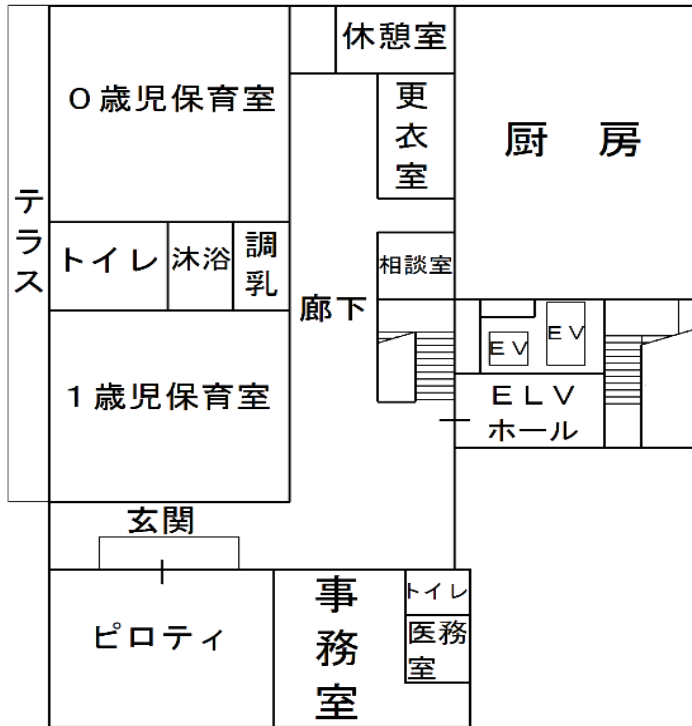 休憩室
０歳児保育室
更衣室
厨　房
テラス
トイレ
沐浴
調乳
相談室
廊下
ＥＶ
ＥＶ
１歳児保育室
ＥＬＶ
ホール
玄関
ピロティ
事務室
トイレ
医務
室